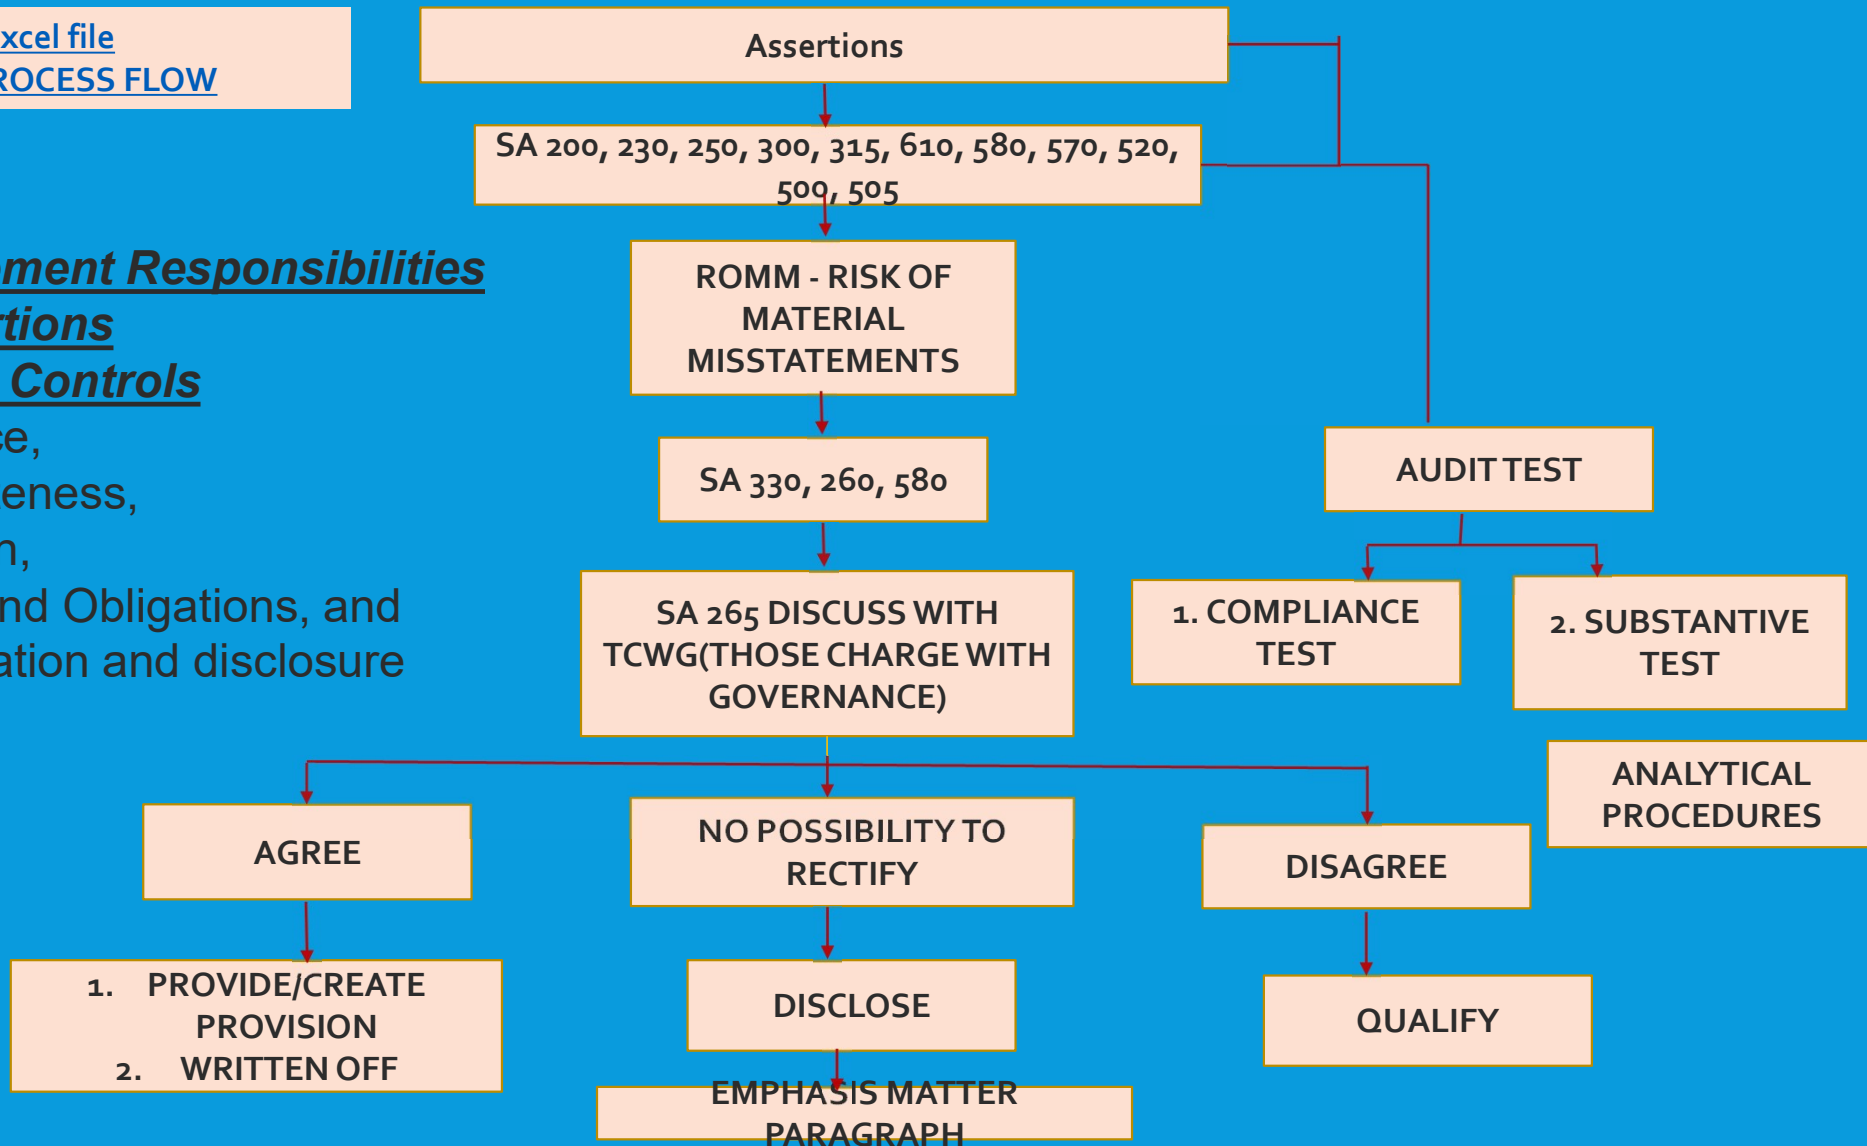 xcel file
ROCESS FLOW
Assertions
SA 200, 230, 250, 300, 315, 610, 580, 570, 520,
500, 505
ement Responsibilities
rtions
Controls
ce,
eteness,
n,
nd Obligations, and
ation and disclosure
ROMM - RISK OF
MATERIAL
MISSTATEMENTS
SA 330, 260, 580
AUDIT TEST
SA 265 DISCUSS WITH
TCWG(THOSE CHARGE WITH
GOVERNANCE)
1. COMPLIANCE
TEST
2. SUBSTANTIVE
TEST
ANALYTICAL
PROCEDURES
AGREE
NO POSSIBILITY TO
RECTIFY
DISAGREE
1. PROVIDE/CREATE
PROVISION
2. WRITTEN OFF
DISCLOSE
QUALIFY
EMPHASIS MATTER
PARAGRAPH